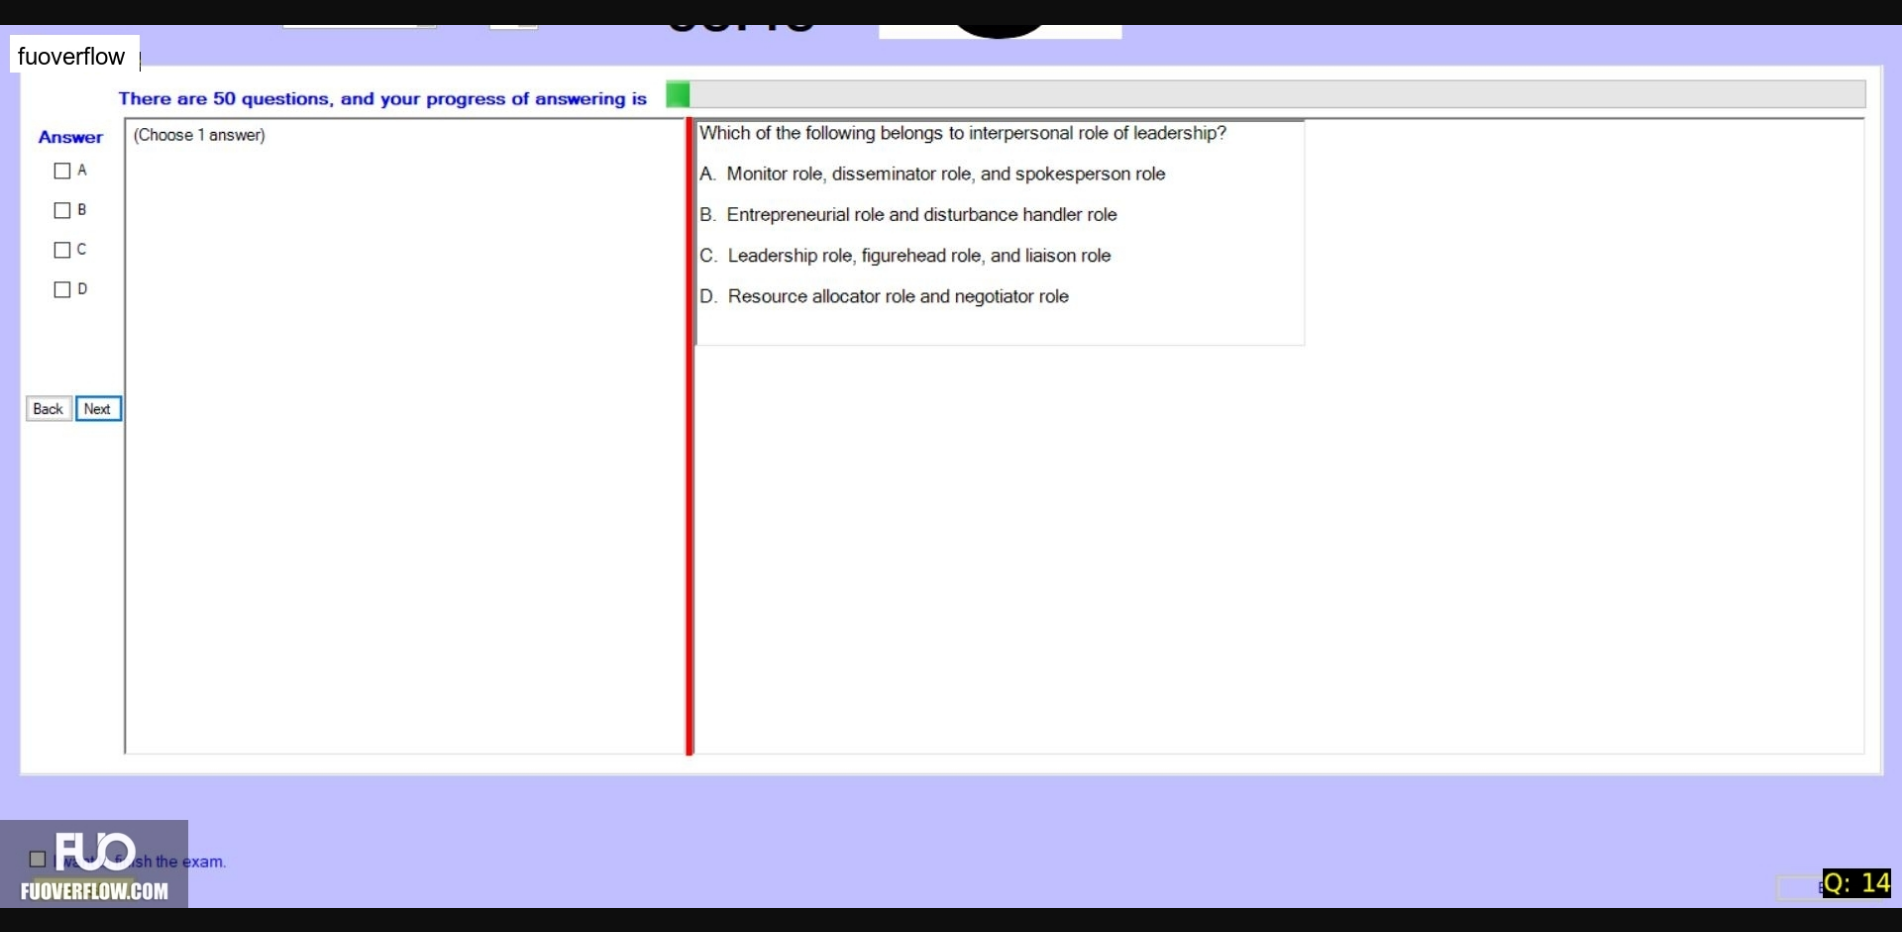 fuoverflow
There are 50 questions, and your progress of answering is
Answer
(Choose 1 answer)
A
B
C
D
Back
Next
Which of the following belongs to interpersonal role of leadership?
A. Monitor role, disseminator role, and spokesperson role
B. Entrepreneurial role and disturbance handler role
C. Leadership role, figurehead role, and liaison role
D. Resource allocator role and negotiator role
FUO
the exam.
FUOVERFLOW.COM
Q: 14